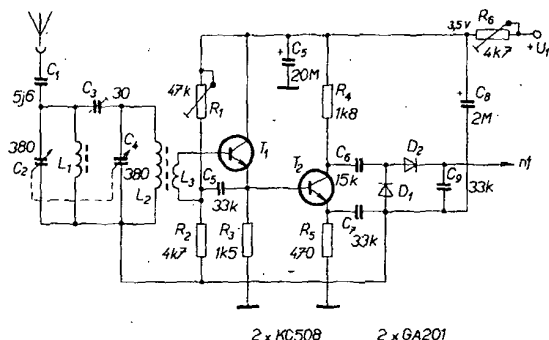 C1
5j6
C3
30
380
C2
L1
C4
380
L2
L3
47k
R1
T1
C5
33k
R2
4k7
R3
1k5
+
C5
20M
R4
1k8
T2
C6
15k
D2
D1
R5
470
C7
33k
3,5V
R6
4k7
+U1
+
C8
2M
C9
33k
nf
2 x KC508
2 x GA201